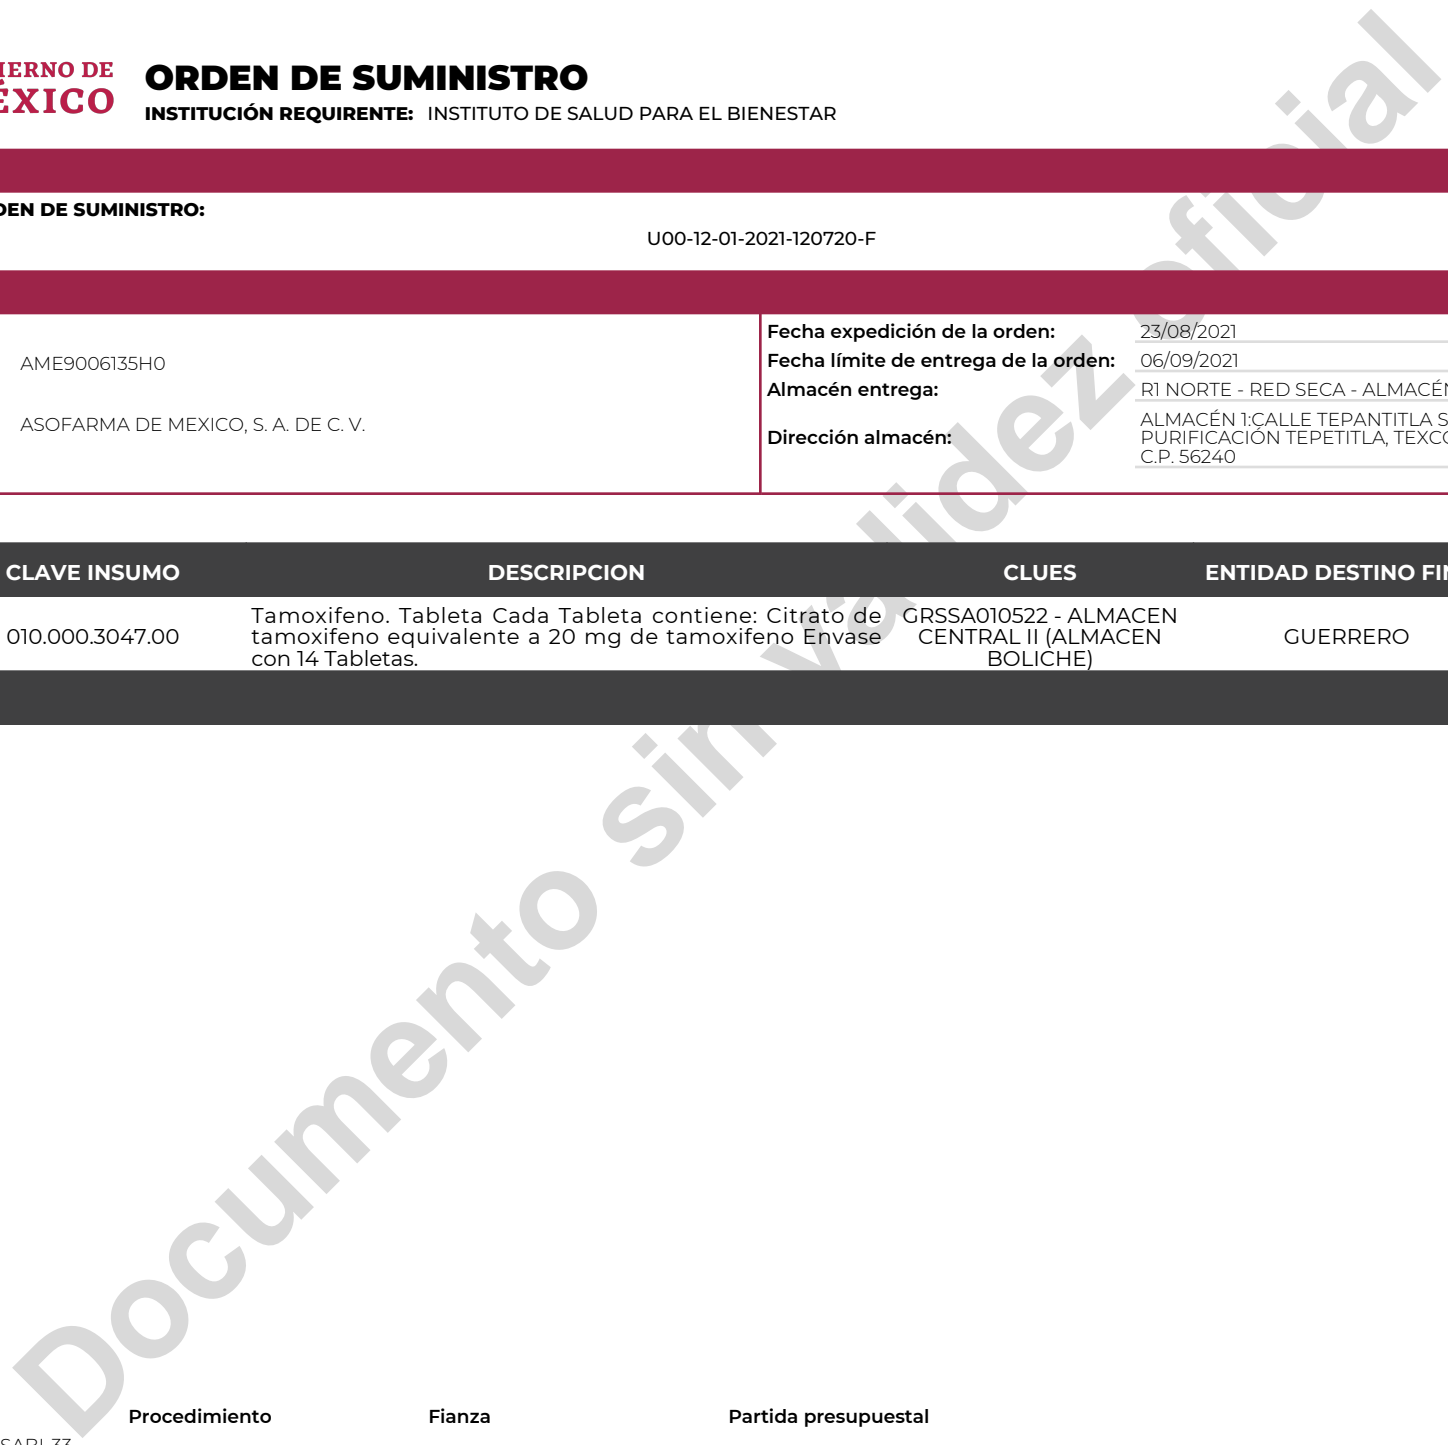 IERNO DE
ÉXICO
ORDEN DE SUMINISTRO
INSTITUCIÓN REQUIRENTE: INSTITUTO DE SALUD PARA EL BIENESTAR
DEN DE SUMINISTRO:
U00-12-01-2021-120720-F
AME9006135H0
ASOFARMA DE MEXICO, S. A. DE C. V.
Fecha expedición de la orden: 23/08/2021
Fecha límite de entrega de la orden: 06/09/2021
Almacén entrega: R1 NORTE - RED SECA - ALMACÉN
Dirección almacén: ALMACÉN 1:CALLE TEPANTITLA S
PURIFICACIÓN TEPETITLA, TEXCO
C.P. 56240
CLAVE INSUMO DESCRIPCION CLUES ENTIDAD DESTINO FIN
010.000.3047.00
Tamoxifeno. Tableta Cada Tableta contiene: Citrato de
tamoxifeno equivalente a 20 mg de tamoxifeno Envase
con 14 Tabletas.
GRSSA010522 - ALMACEN
CENTRAL II (ALMACEN
BOLICHE)
GUERRERO
Documento sin validez oficial
Procedimiento Fianza Partida presupuestal
SABI-33